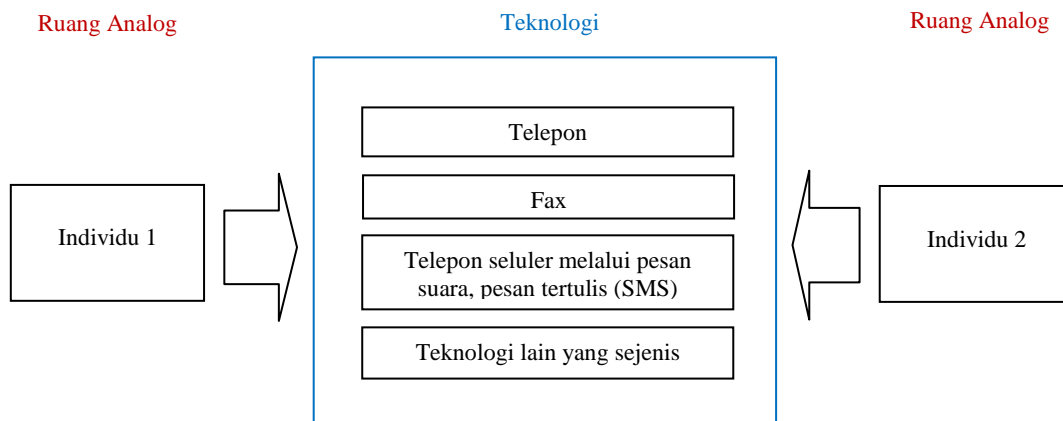 Ruang Analog
Teknologi
Ruang Analog
Telepon
Fax
Individu 1
Telepon seluler melalui pesan
suara, pesan tertulis (SMS)
Individu 2
Teknologi lain yang sejenis